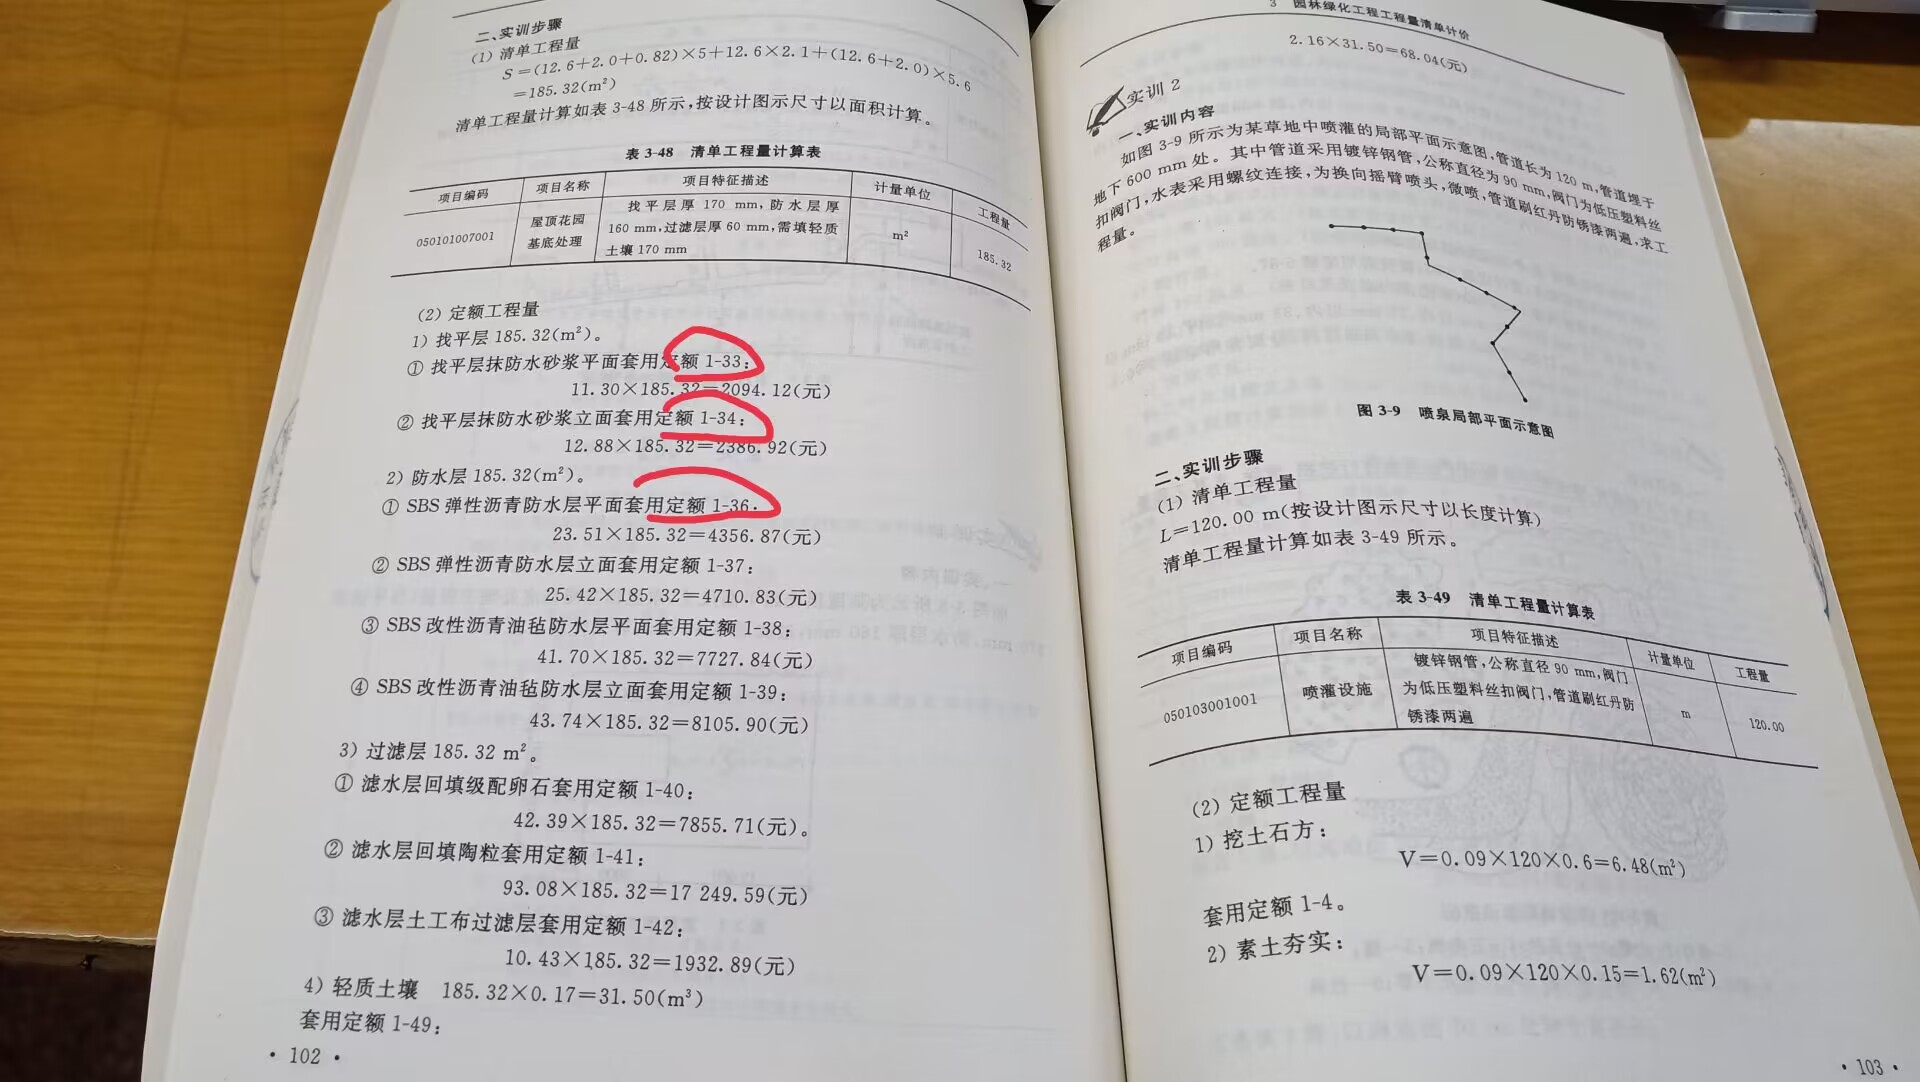 二、实训步骤
(1) 清单工程量
S=(12.6+2.0+0.82)×5+12.6×2.1+(12.6+2.0)×5.6
=185.32(m²)
清单工程量计算如表 3-48 所示,按设计图示尺寸以面积计算。
表 3-48 清单工程量计算表
项目编码 项目名称 项目特征描述 计量单位 工程量
050101007001 屋顶花园基底处理 找平层厚 170 mm,防水层厚 160 mm,过滤层厚 60 mm,需填轻质土壤 170 mm m² 185.32
(2) 定额工程量
1) 找平层 185.32(m²)。
① 找平层抹防水砂浆平面套用定额 1-33:
11.30×185.32=2094.12(元)
② 找平层抹防水砂浆立面套用定额 1-34:
12.88×185.32=2386.92(元)
2) 防水层 185.32(m²)。
① SBS 弹性沥青防水层平面套用定额 1-36:
23.51×185.32=4356.87(元)
② SBS 弹性沥青防水层立面套用定额 1-37:
25.42×185.32=4710.83(元)
③ SBS 改性沥青油毡防水层平面套用定额 1-38:
41.70×185.32=7727.84(元)
④ SBS 改性沥青油毡防水层立面套用定额 1-39:
43.74×185.32=8105.90(元)
3) 过滤层 185.32 m²。
① 滤水层回填级配卵石套用定额 1-40:
42.39×185.32=7855.71(元)。
② 滤水层回填陶粒套用定额 1-41:
93.08×185.32=17 249.59(元)
③ 滤水层土工布过滤层套用定额 1-42:
10.43×185.32=1932.89(元)
4) 轻质土壤 185.32×0.17=31.50(m³)
套用定额 1-49:
· 102 ·
3 园林绿化工程工程量清单计价
2.16×31.50=68.04(元)
实训 2
一、实训内容
如图 3-9 所示为某草地中喷灌的局部平面示意图,管道长为 120 m,管道埋于
地下 600 mm 处。其中管道采用镀锌钢管,公称直径为 90 mm,阀门为低压塑料丝
扣阀门,水表采用螺纹连接,为换向摇臂喷头,微喷,管道刷红丹防锈漆两遍,求工
程量。
图 3-9 喷泉局部平面示意图
二、实训步骤
(1) 清单工程量
L=120.00 m(按设计图示尺寸以长度计算)
清单工程量计算如表 3-49 所示。
表 3-49 清单工程量计算表
项目编码 项目名称 项目特征描述 计量单位 工程量
050103001001 喷灌设施 镀锌钢管,公称直径 90 mm,阀门为低压塑料丝扣阀门,管道刷红丹防锈漆两遍 m 120.00
(2) 定额工程量
1) 挖土石方:
V=0.09×120×0.6=6.48(m³)
套用定额 1-4。
2) 素土夯实:
V=0.09×120×0.15=1.62(m³)
· 103 ·